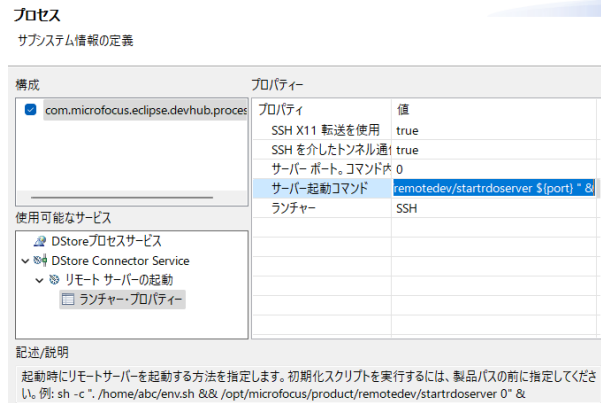 プロセス
サブシステム情報の定義
構成
プロパティー
com.microfocus.eclipse.devhub.proces
プロパティ 値
SSH X11 転送を使用 true
SSH を介したトンネル通 true
サーバー ポート。コマンド内 0
サーバー起動コマンド remotedev/startrdoserver ${port} " &
ランチャー SSH
使用可能なサービス
DStoreプロセスサービス
DStore Connector Service
リモート サーバーの起動
ランチャー・プロパティー
記述/説明
起動時にリモートサーバーを起動する方法を指定します。初期化スクリプトを実行するには、製品パスの前に指定してくださ
い。例: sh -c ". /home/abc/env.sh && /opt/microfocus/product/remotedev/startrdoserver 0" &